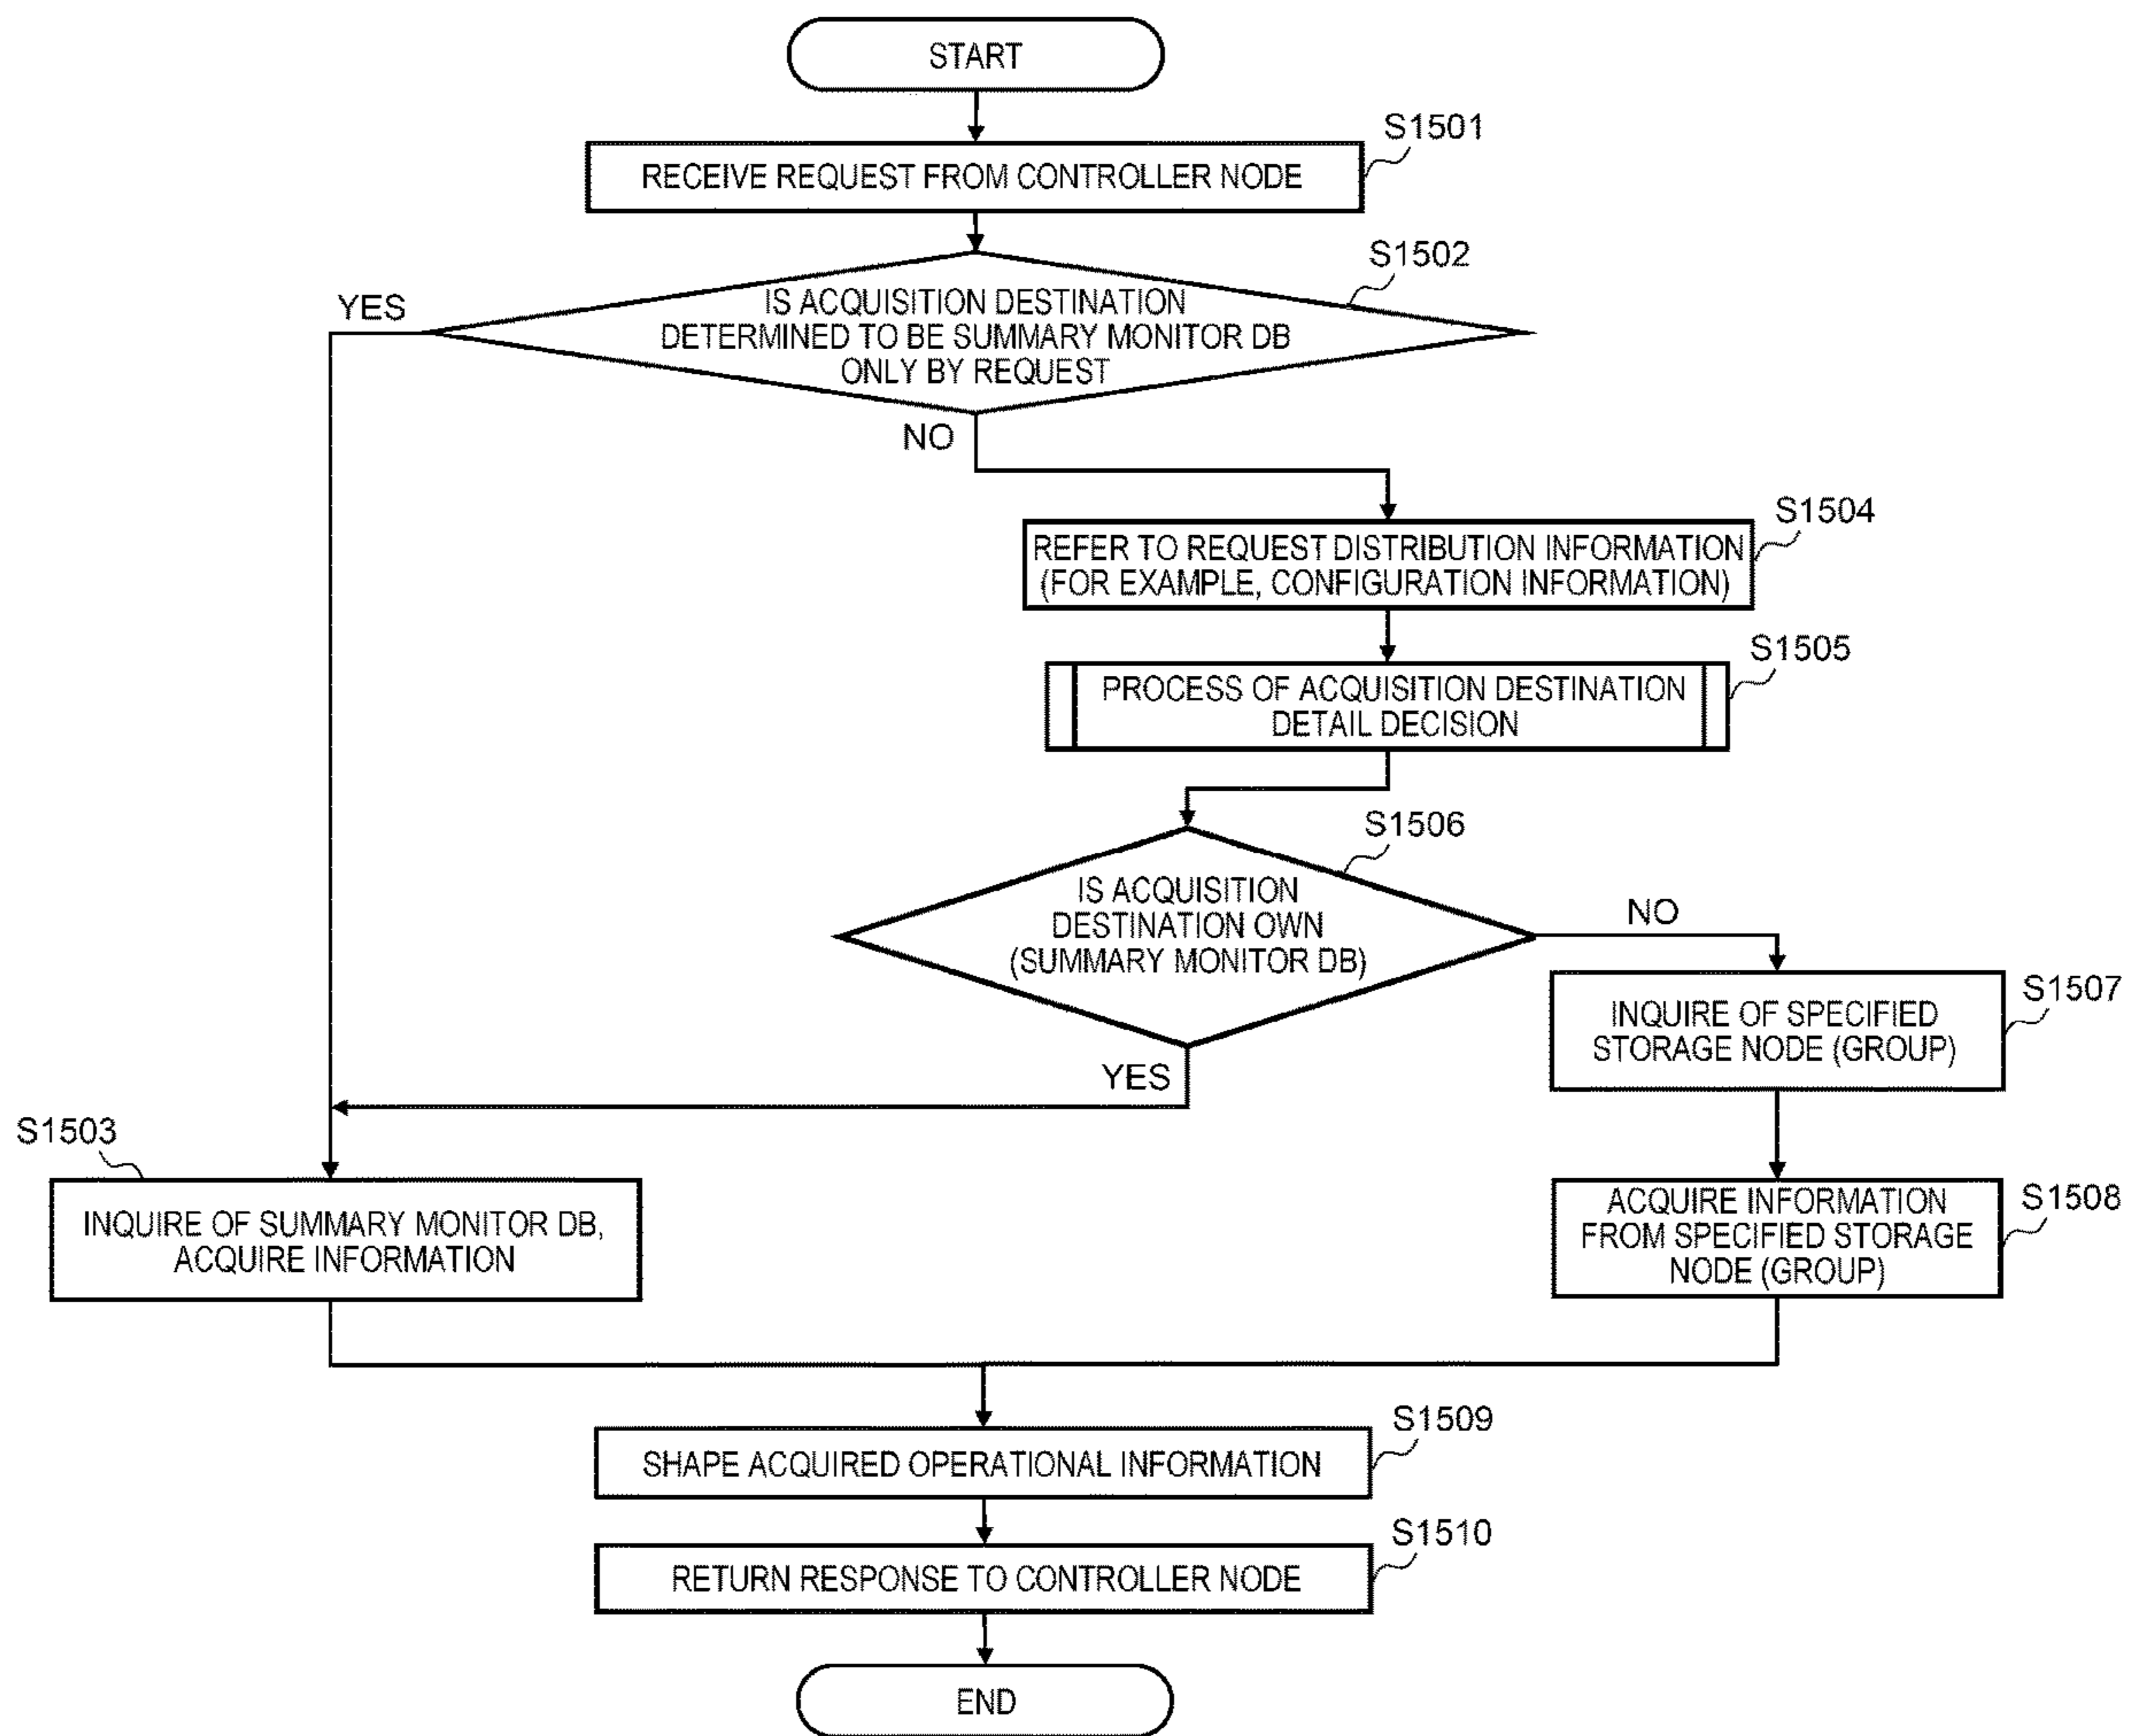 START
S1501
RECEIVE REQUEST FROM CONTROLLER NODE
S1502
YES
IS ACQUISITION DESTINATION
DETERMINED TO BE SUMMARY MONITOR DB
ONLY BY REQUEST
NO
S1504
REFER TO REQUEST DISTRIBUTION INFORMATION
(FOR EXAMPLE, CONFIGURATION INFORMATION)
S1505
PROCESS OF ACQUISITION DESTINATION
DETAIL DECISION
S1506
IS ACQUISITION
DESTINATION OWN
(SUMMARY MONITOR DB)
NO
YES
S1507
INQUIRE OF SPECIFIED
STORAGE NODE (GROUP)
S1503
INQUIRE OF SUMMARY MONITOR DB,
ACQUIRE INFORMATION
S1508
ACQUIRE INFORMATION
FROM SPECIFIED STORAGE
NODE (GROUP)
S1509
SHAPE ACQUIRED OPERATIONAL INFORMATION
S1510
RETURN RESPONSE TO CONTROLLER NODE
END